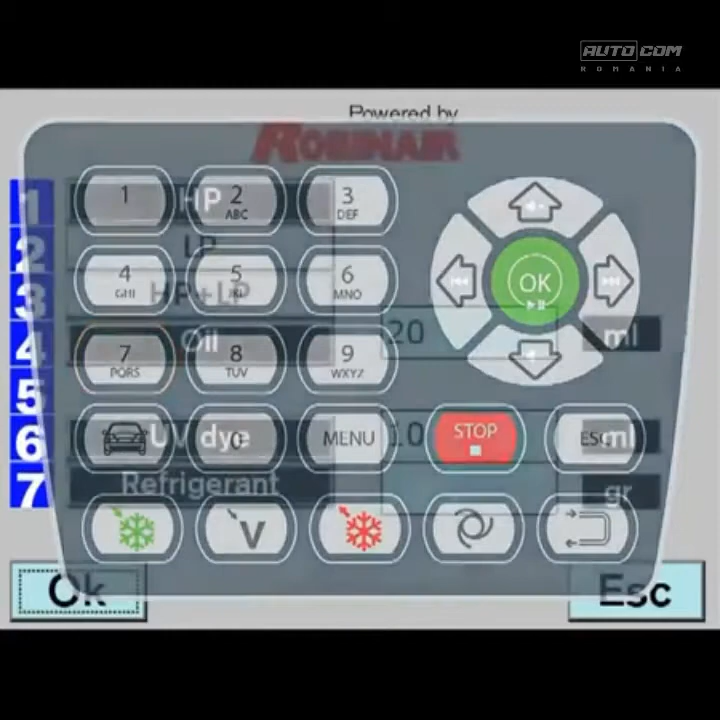 AUTO COM
ROMANIA
Powered by
ROBINAIR
1 HP
2 LP
3 HP+LP
4 Oil 20 ml
5
6 UV dye 10 ml
7 Refrigerant gr
Ok Esc
1 2 ABC 3 DEF
4 GHI 5 JKL 6 MNO OK
7 PQRS 8 TUV 9 WXYZ
0 MENU STOP ESC
V